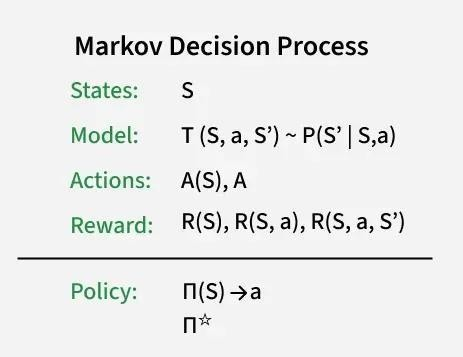 Markov Decision Process
States: S
Model: T (S, a, S’) ~ P(S’ | S,a)
Actions: A(S), A
Reward: R(S), R(S, a), R(S, a, S’)
Policy: Π(S) →a
Π☆